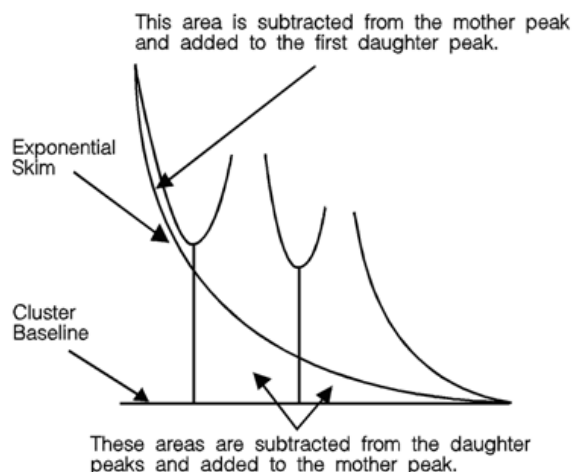 This area is subtracted from the mother peak
and added to the first daughter peak.
Exponential
Skim
Cluster
Baseline
These areas are subtracted from the daughter
peaks and added to the mother peak.